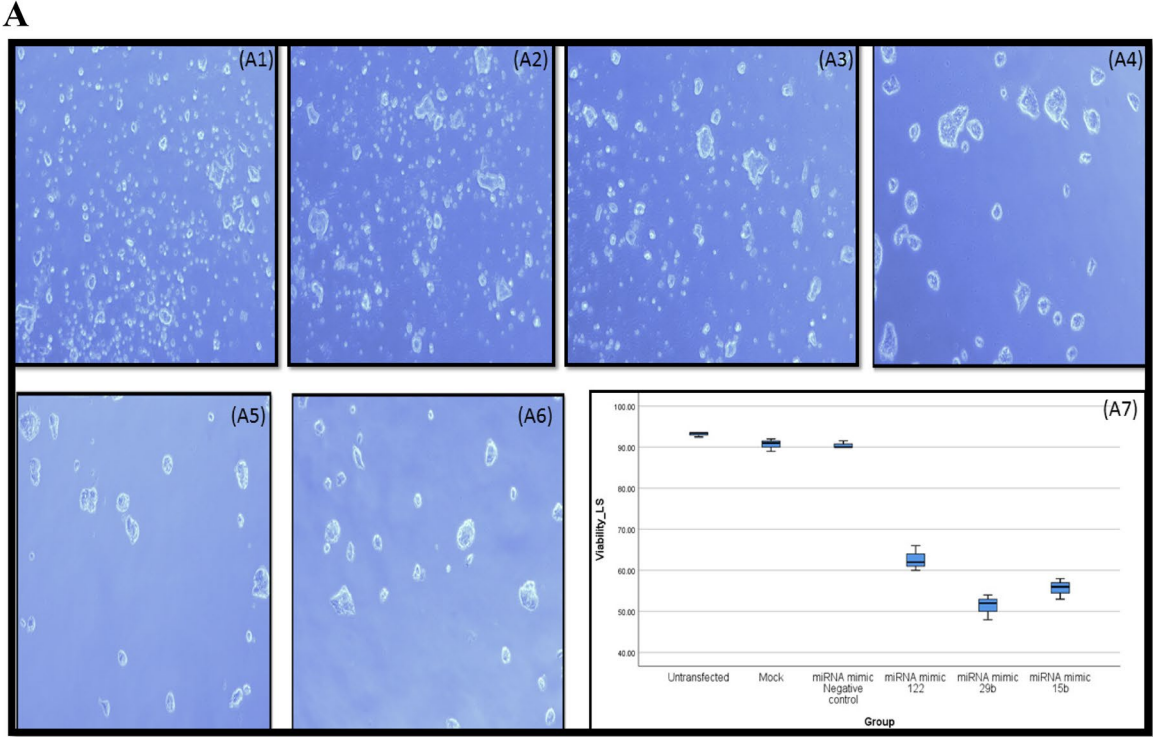 A
(A1)
(A2)
(A3)
(A4)
(A5)
(A6)
(A7)
100.00
90.00
80.00
70.00
60.00
50.00
40.00
Viability_LS
Untransfected
Mock
miRNA mimic
Negative
control
miRNA mimic
122
miRNA mimic
29b
miRNA mimic
15b
Group